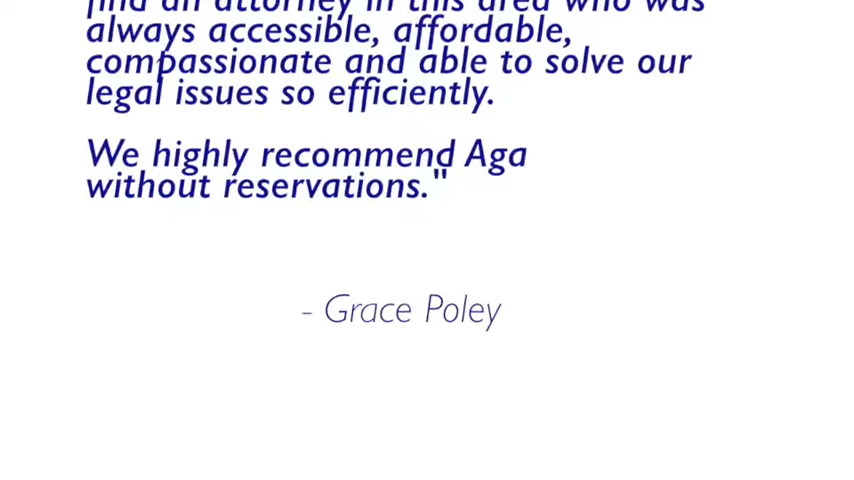 find an attorney in this area who was
always accessible, affordable,
compassionate and able to solve our
legal issues so efficiently.
We highly recommend Aga
without reservations."
- Grace Poley